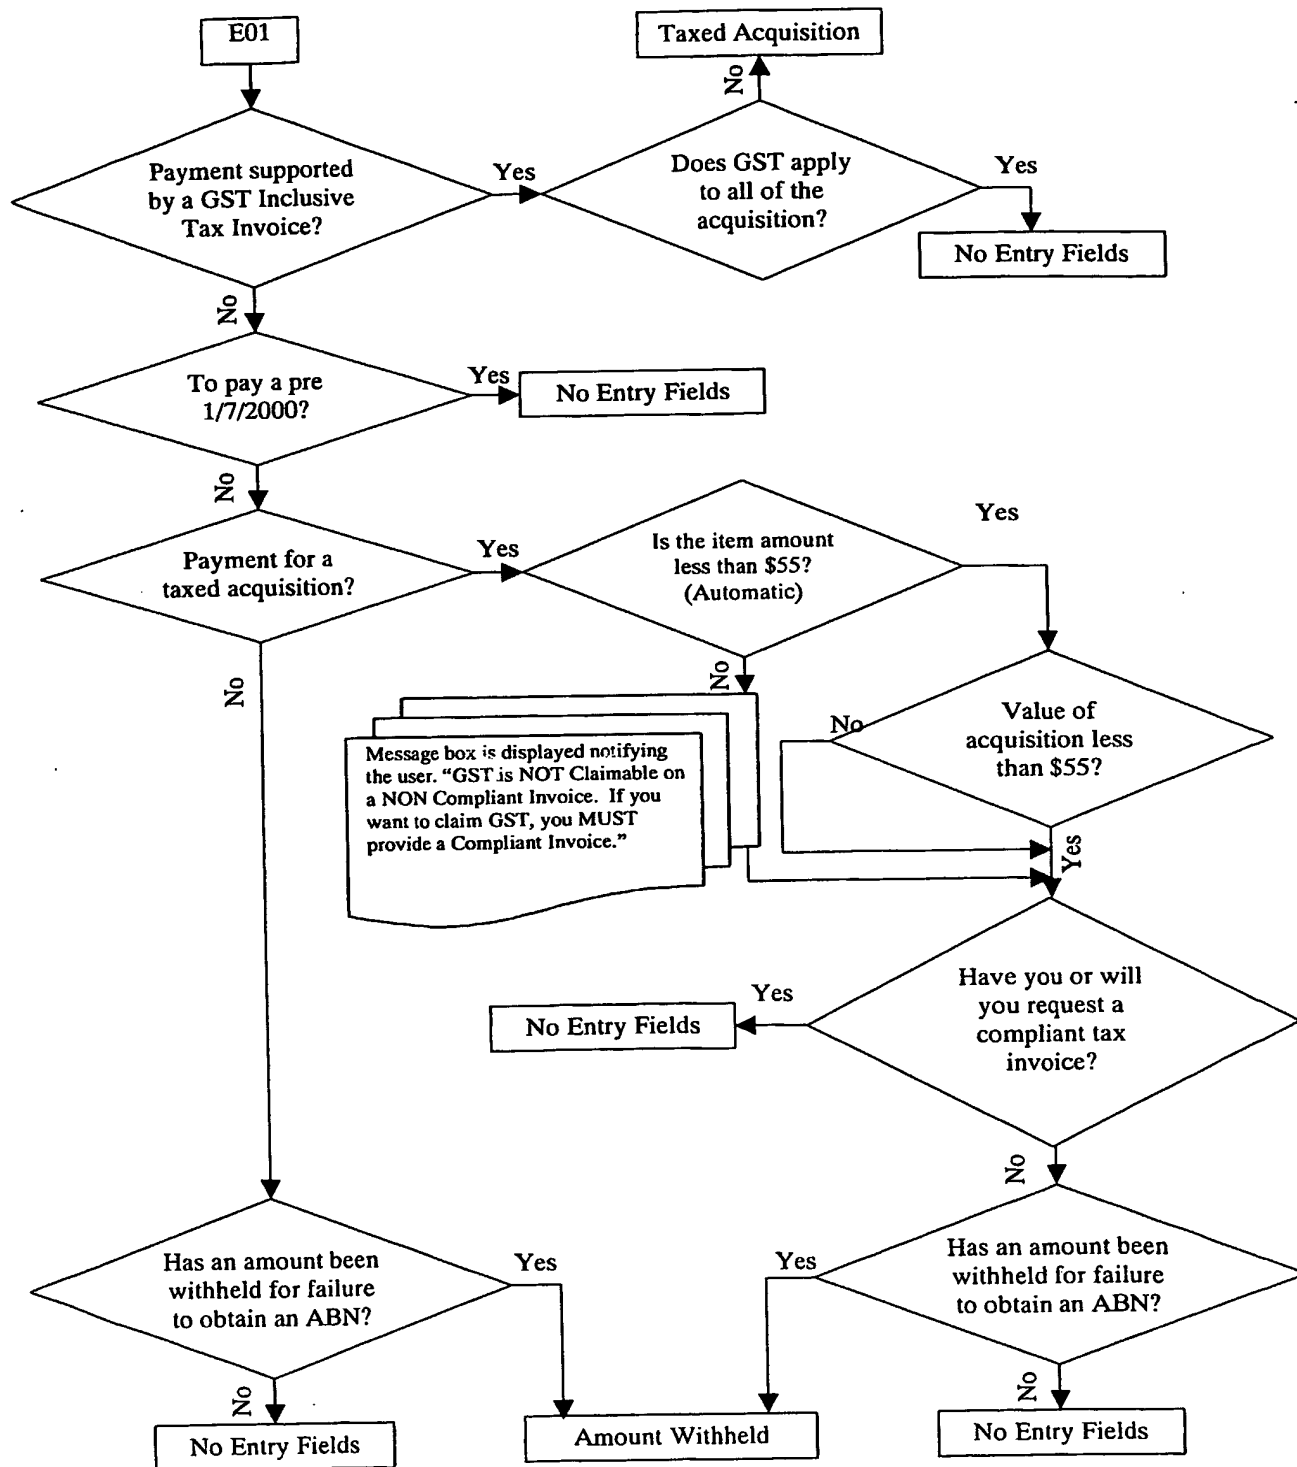 E01
Taxed Acquisition
No
Payment supported
by a GST Inclusive
Tax Invoice?
Yes
Does GST apply
to all of the
acquisition?
Yes
No Entry Fields
No
To pay a pre
1/7/2000?
Yes
No Entry Fields
No
Payment for a
taxed acquisition?
Yes
Is the item amount
less than $55?
(Automatic)
Yes
No
No
Message box is displayed notifying
the user. “GST is NOT Claimable on
a NON Compliant Invoice. If you
want to claim GST, you MUST
provide a Compliant Invoice.”
No
Value of
acquisition less
than $55?
Yes
Have you or will
you request a
compliant tax
invoice?
Yes
No Entry Fields
No
Has an amount been
withheld for failure
to obtain an ABN?
Yes
Yes
Has an amount been
withheld for failure
to obtain an ABN?
No
No Entry Fields
Amount Withheld
No
No Entry Fields